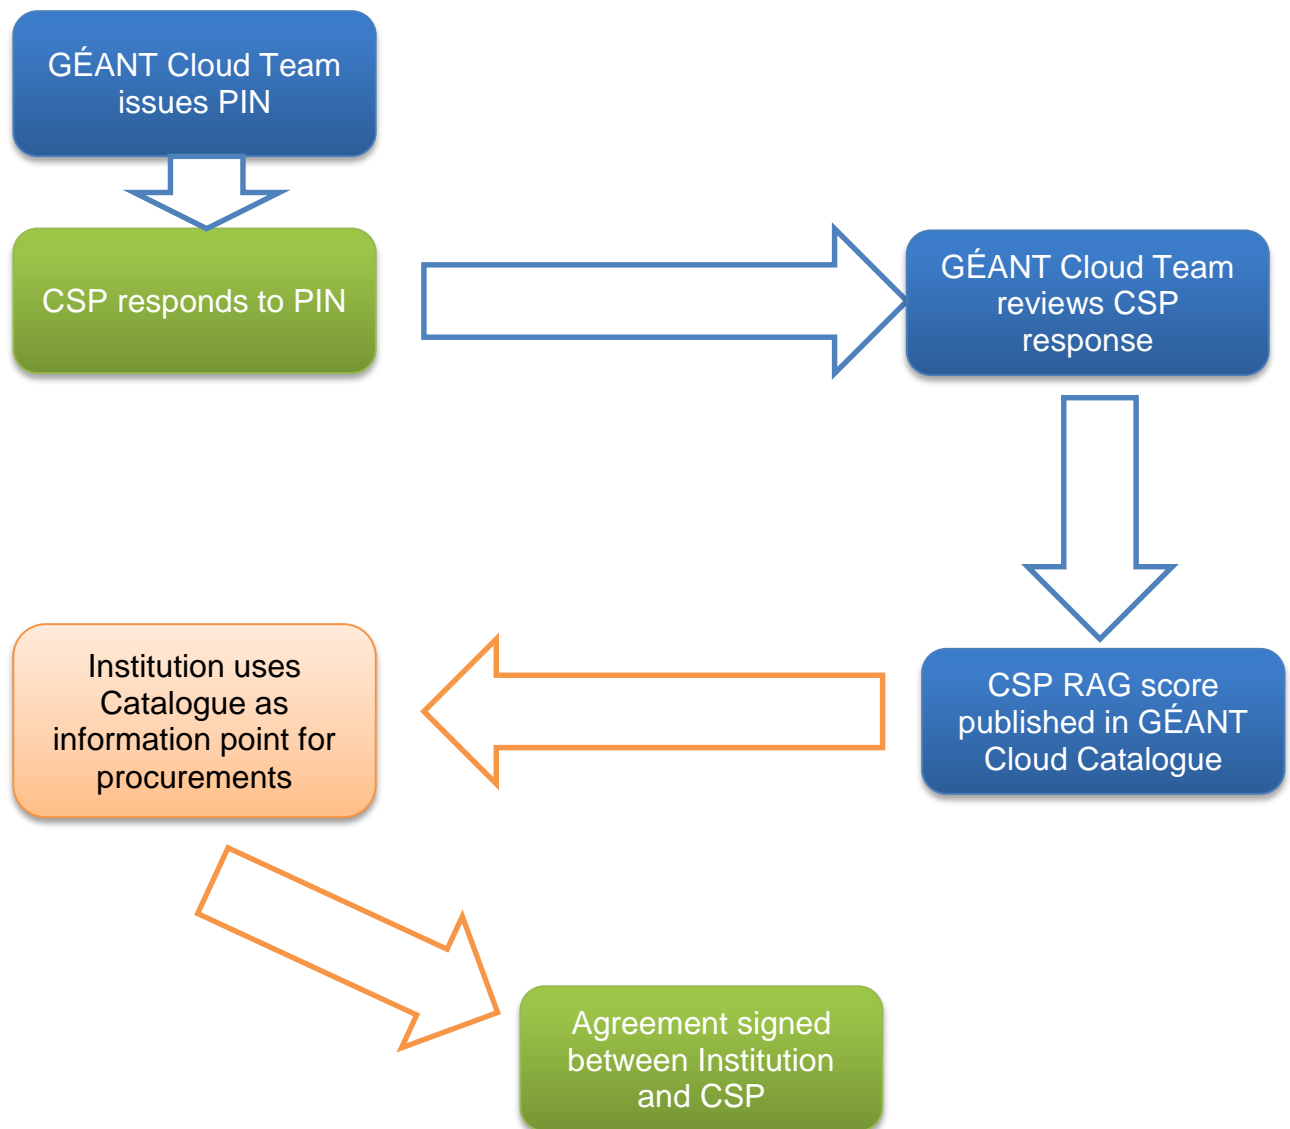 GÉANT Cloud Team
issues PIN
CSP responds to PIN
GÉANT Cloud Team
reviews CSP
response
CSP RAG score
published in GÉANT
Cloud Catalogue
Institution uses
Catalogue as
information point for
procurements
Agreement signed
between Institution
and CSP